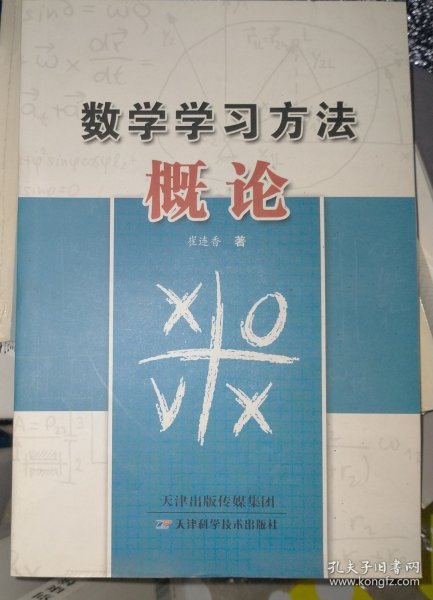 数学学习方法
概论
崔连香 著
X O
V X
天津出版传媒集团
天津科学技术出版社
孔夫子旧书网
www.kongfz.com